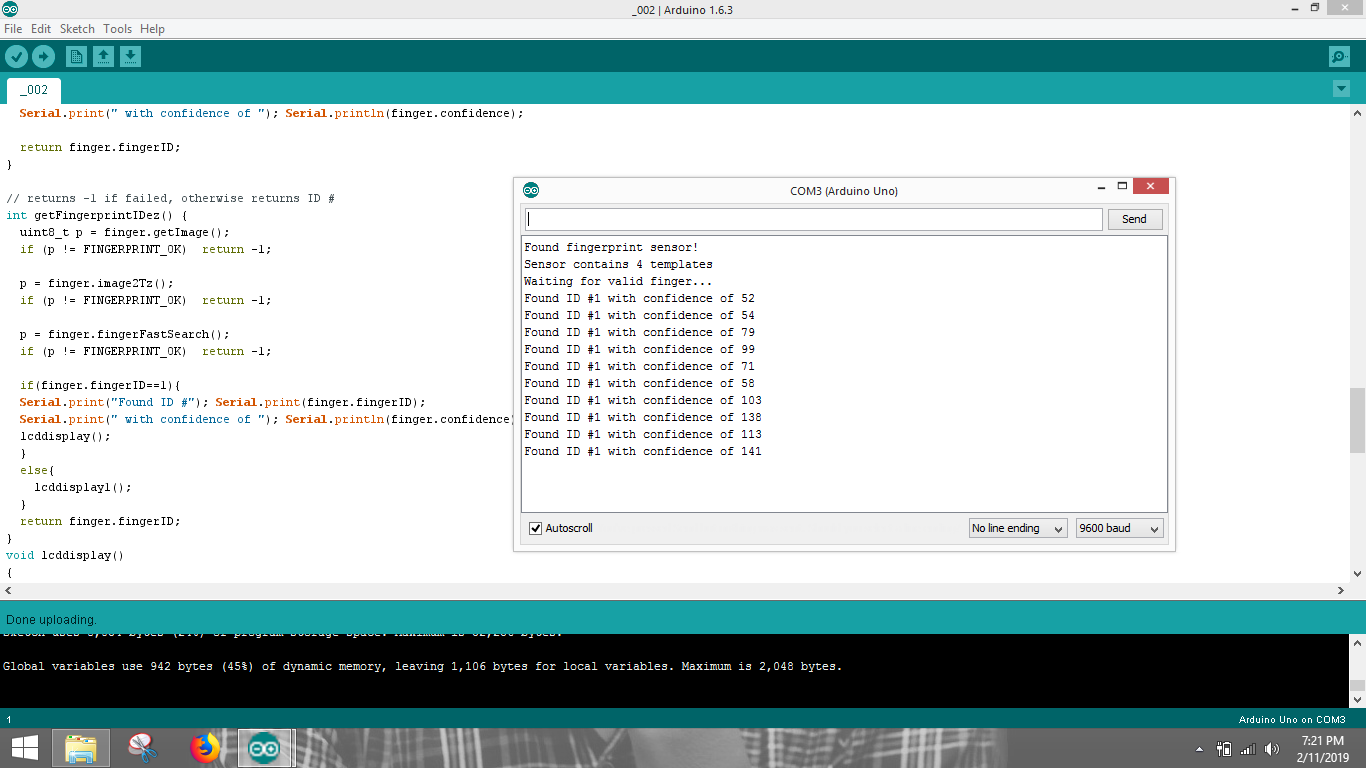 _002 | Arduino 1.6.3
File Edit Sketch Tools Help
_002
Serial.print(" with confidence of "); Serial.println(finger.confidence);
return finger.fingerID;
}
// returns -1 if failed, otherwise returns ID #
int getFingerprintIDez() {
uint8_t p = finger.getImage();
if (p != FINGERPRINT_OK)  return -1;
p = finger.image2Tz();
if (p != FINGERPRINT_OK)  return -1;
p = finger.fingerFastSearch();
if (p != FINGERPRINT_OK)  return -1;
if(finger.fingerID==1){
Serial.print("Found ID #"); Serial.print(finger.fingerID);
Serial.print(" with confidence of "); Serial.println(finger.confidence)
lcddisplay();
}
else{
lcddisplay1();
}
return finger.fingerID;
}
void lcddisplay()
{
COM3 (Arduino Uno)
Send
Found fingerprint sensor!
Sensor contains 4 templates
Waiting for valid finger...
Found ID #1 with confidence of 52
Found ID #1 with confidence of 54
Found ID #1 with confidence of 79
Found ID #1 with confidence of 99
Found ID #1 with confidence of 71
Found ID #1 with confidence of 58
Found ID #1 with confidence of 103
Found ID #1 with confidence of 138
Found ID #1 with confidence of 113
Found ID #1 with confidence of 141
Autoscroll No line ending 9600 baud
Done uploading.
Global variables use 942 bytes (45%) of dynamic memory, leaving 1,106 bytes for local variables. Maximum is 2,048 bytes.
1 Arduino Uno on COM3
7:21 PM
2/11/2019